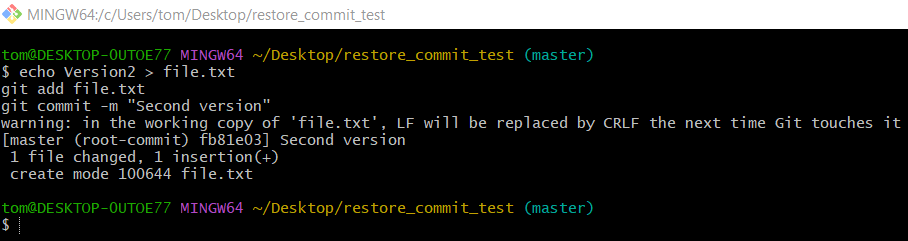 MINGW64:/c/Users/tom/Desktop/restore_commit_test
tom@DESKTOP-OUTOE77 MINGW64 ~/Desktop/restore_commit_test (master)
$ echo Version2 > file.txt
git add file.txt
git commit -m "Second version"
warning: in the working copy of 'file.txt', LF will be replaced by CRLF the next time Git touches it
[master (root-commit) fb81e03] Second version
 1 file changed, 1 insertion(+)
 create mode 100644 file.txt
tom@DESKTOP-OUTOE77 MINGW64 ~/Desktop/restore_commit_test (master)
$